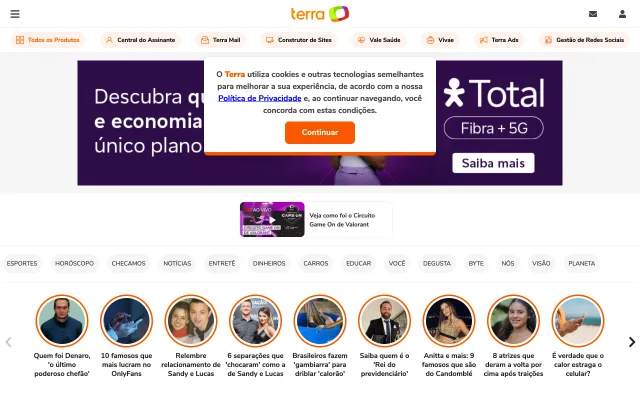 terra
Todos os Produtos
Central do Assinante
Terra Mail
Construtor de Sites
Vale Saúde
Vivae
Terra Ads
Gestão de Redes Sociais
Descubra qu
e economia
único plano
O Terra utiliza cookies e outras tecnologias semelhantes
para melhorar a sua experiência, de acordo com a nossa
Política de Privacidade e, ao continuar navegando, você
concorda com estas condições.
Continuar
Total
Fibra + 5G
Saiba mais
AO VIVO
Veja como foi o Circuito
Game On de Valorant
ESPORTES
HORÓSCOPO
CHECAMOS
NOTÍCIAS
ENTRETÊ
DINHEIROS
CARROS
EDUCAR
VOCÊ
DEGUSTA
BYTE
NÓS
VISÃO
PLANETA
Quem foi Denaro,
'o último
poderoso chefão'
10 famosos que
mais lucram no
OnlyFans
Relembre
relacionamento de
Sandy e Lucas
6 separações que
'chocaram' como a
de Sandy e Lucas
Brasileiros fazem
'gambiarra' para
driblar 'calorão'
Saiba quem é o
'Rei do
previdenciário'
Anitta e mais: 9
famosos que são
do Candomblé
8 atrizes que
deram a volta por
cima após traições
É verdade que o
calor estraga o
celular?